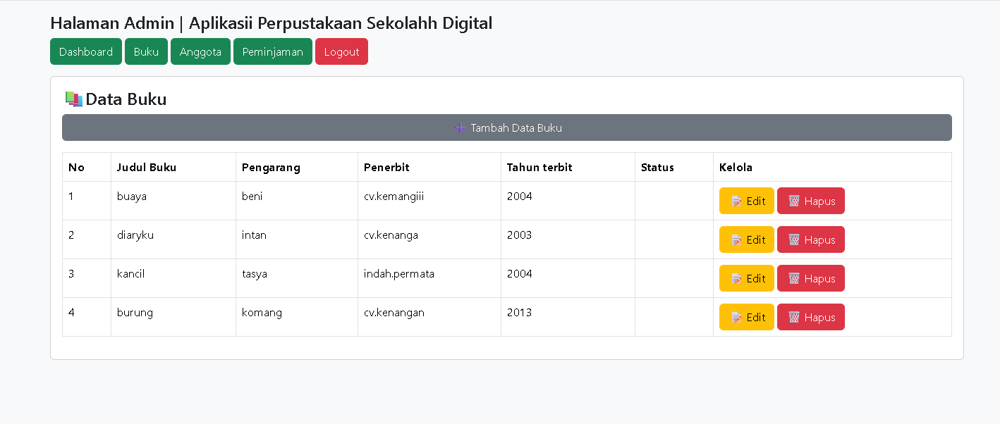 Halaman Admin | Aplikasii Perpustakaan Sekolahh Digital
Dashboard Buku Anggota Peminjaman Logout
Data Buku
Tambah Data Buku
No Judul Buku Pengarang Penerbit Tahun terbit Status Kelola
1 buaya beni cv.kemangiii 2004 Edit Hapus
2 diaryku intan cv.kenanga 2003 Edit Hapus
3 kancil tasya indah.permata 2004 Edit Hapus
4 burung komang cv.kenangan 2013 Edit Hapus